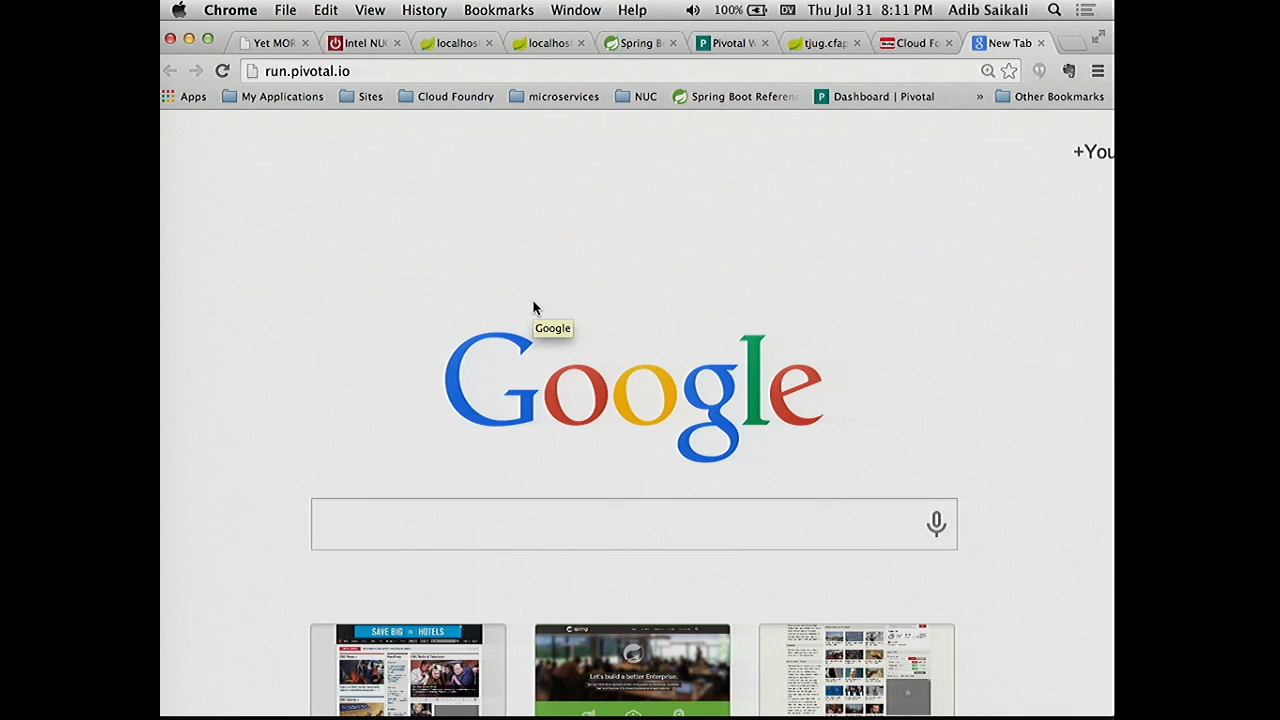 Chrome File Edit View History Bookmarks Window Help 100% DV Thu Jul 31 8:11 PM Adib Saikali
Yet MOR Intel NU localhos localhos Spring B Pivotal W tjug.cfap Cloud Fo New Tab
run.pivotal.io
Apps My Applications Sites Cloud Foundry microservices NUC Spring Boot Referen Dashboard | Pivotal » Other Bookmarks
+You
Google
Google
SAVE BIG ON HOTELS
spring
Let's build a better Enterprise.